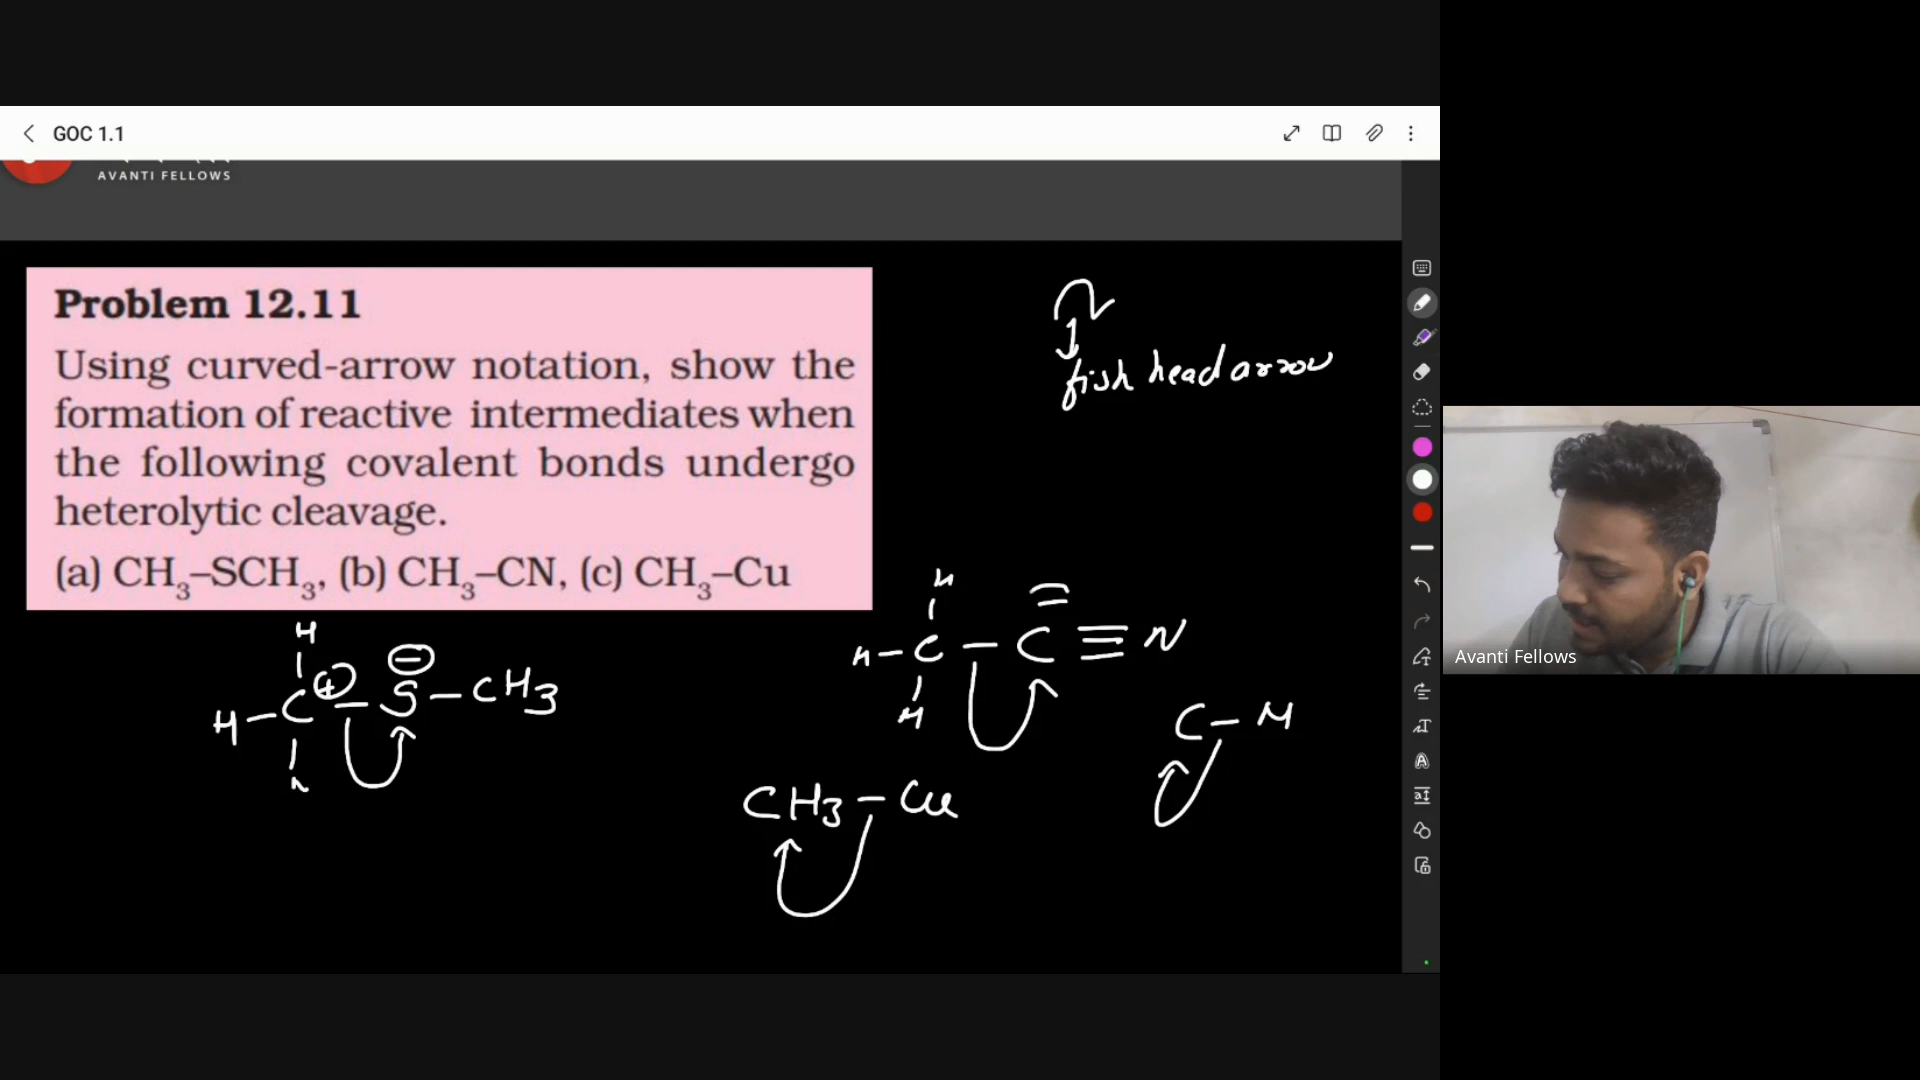 GOC 1.1
AVANTI FELLOWS
Problem 12.11
Using curved-arrow notation, show the
formation of reactive intermediates when
the following covalent bonds undergo
heterolytic cleavage.
(a) CH₃–SCH₃, (b) CH₃–CN, (c) CH₃–Cu
fish head arrow
H
H–C⊕–S⊖–CH3
H
H
H–C–C≡N
H
C–M
CH3–Cu
Avanti Fellows